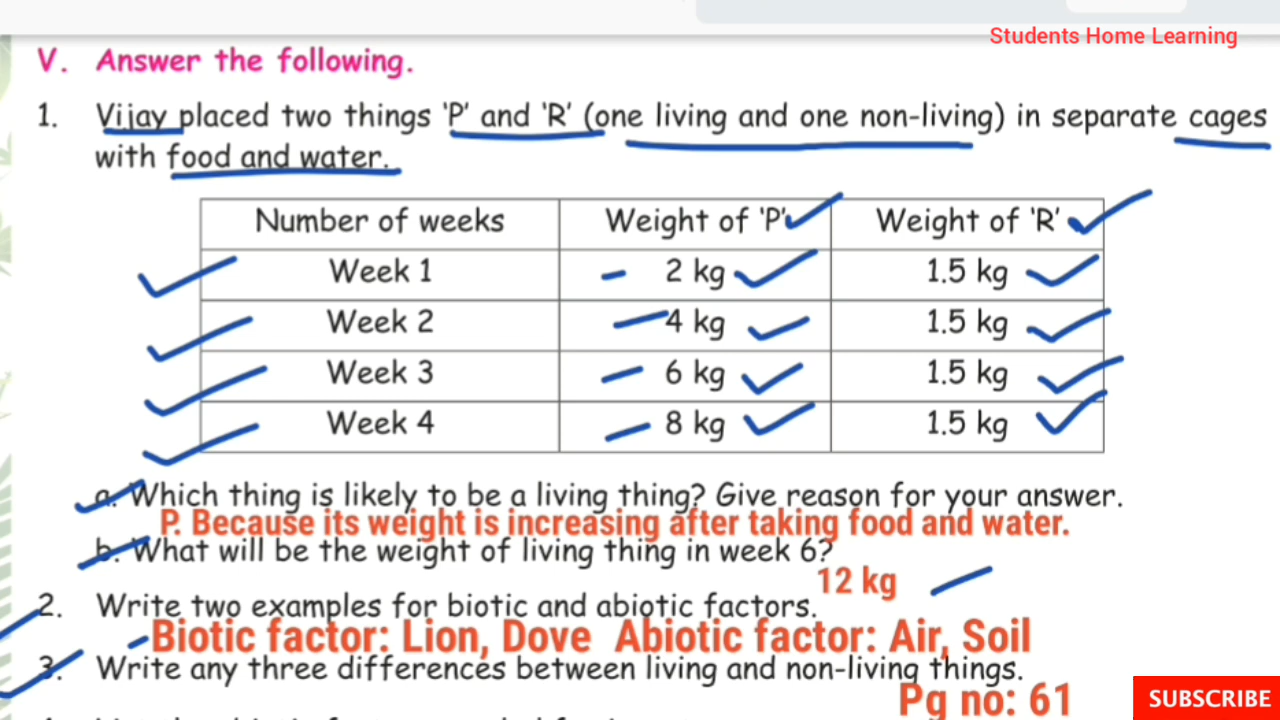 Students Home Learning
V. Answer the following.
1. Vijay placed two things 'P' and 'R' (one living and one non-living) in separate cages
with food and water.
Number of weeks Weight of 'P' Weight of 'R'
Week 1 2 kg 1.5 kg
Week 2 4 kg 1.5 kg
Week 3 6 kg 1.5 kg
Week 4 8 kg 1.5 kg
a. Which thing is likely to be a living thing? Give reason for your answer.
P. Because its weight is increasing after taking food and water.
b. What will be the weight of living thing in week 6?
12 kg
2. Write two examples for biotic and abiotic factors.
Biotic factor: Lion, Dove Abiotic factor: Air, Soil
3. Write any three differences between living and non-living things.
Pg no: 61
SUBSCRIBE